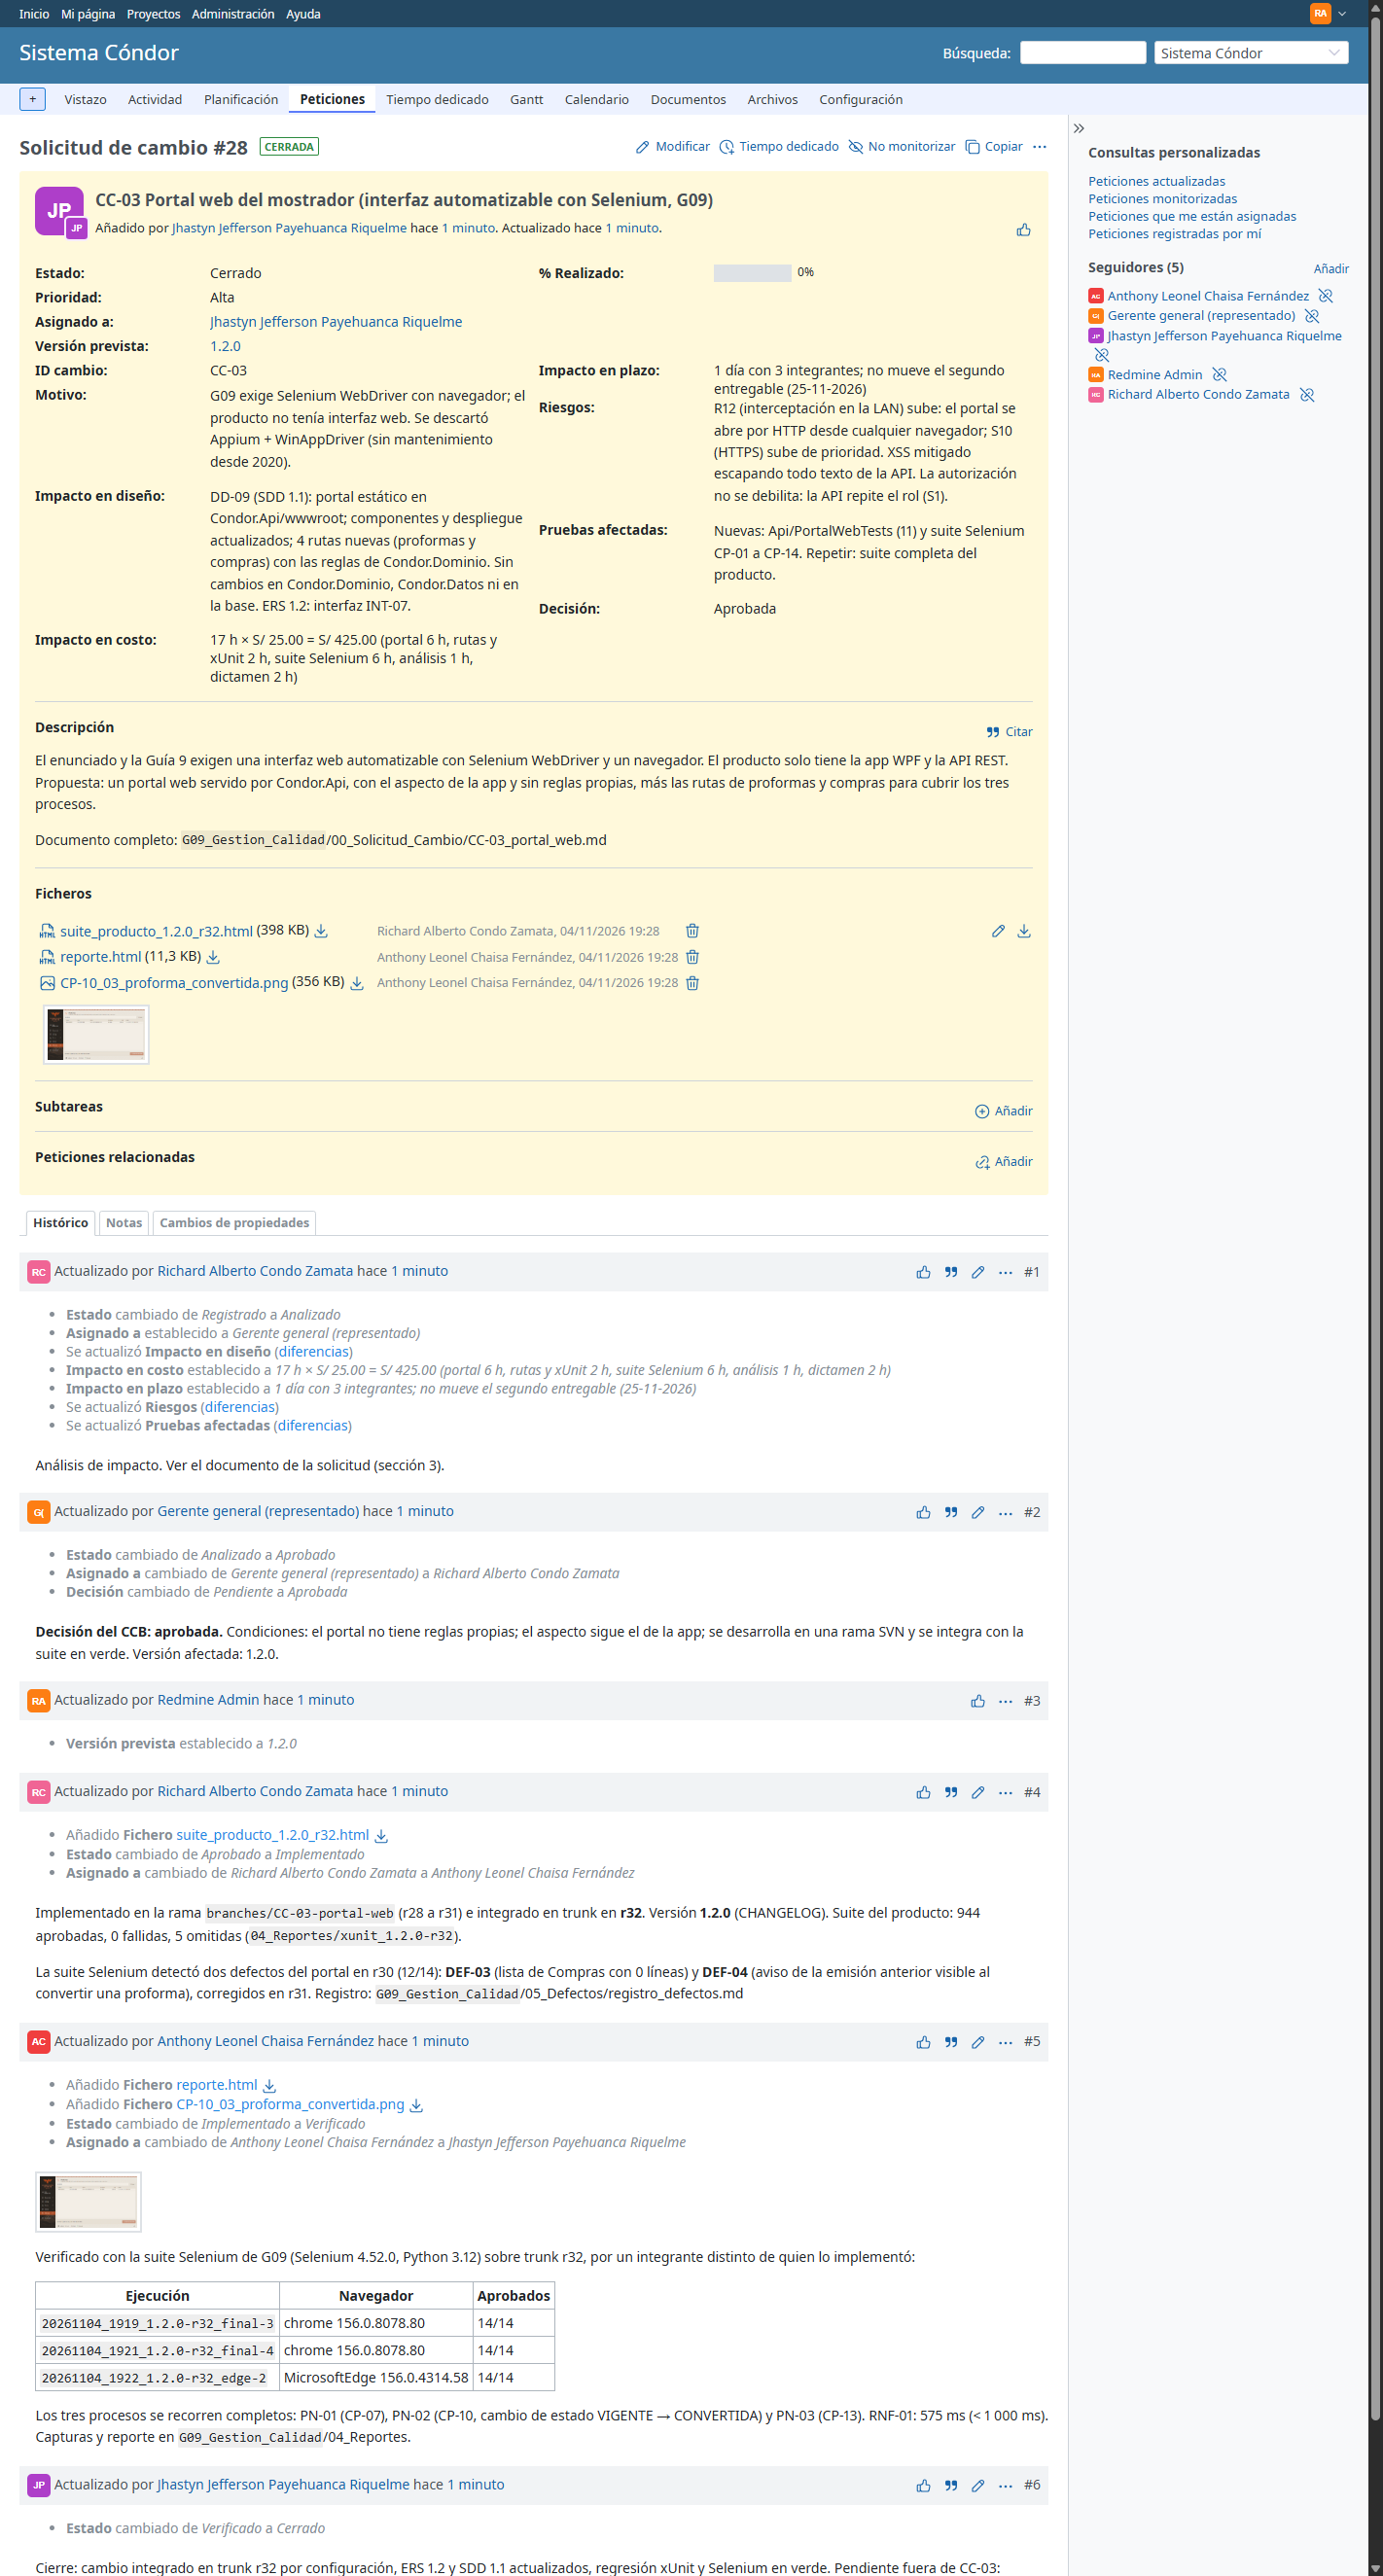 Inicio Mi página Proyectos Administración Ayuda
RA
Sistema Cóndor
Búsqueda:
Sistema Cóndor
+ Vistazo Actividad Planificación Peticiones Tiempo dedicado Gantt Calendario Documentos Archivos Configuración
Solicitud de cambio #28 CERRADA
Modificar Tiempo dedicado No monitorizar Copiar ...
JP
JP
CC-03 Portal web del mostrador (interfaz automatizable con Selenium, G09)
Añadido por Jhastyn Jefferson Payehuanca Riquelme hace 1 minuto. Actualizado hace 1 minuto.
Estado: Cerrado
Prioridad: Alta
Asignado a: Jhastyn Jefferson Payehuanca Riquelme
Versión prevista: 1.2.0
ID cambio: CC-03
Motivo: G09 exige Selenium WebDriver con navegador; el
producto no tenía interfaz web. Se descartó
Appium + WinAppDriver (sin mantenimiento
desde 2020).
Impacto en diseño: DD-09 (SDD 1.1): portal estático en
Condor.Api/wwwroot; componentes y despliegue
actualizados; 4 rutas nuevas (proformas y
compras) con las reglas de Condor.Dominio. Sin
cambios en Condor.Dominio, Condor.Datos ni en
la base. ERS 1.2: interfaz INT-07.
Impacto en costo: 17 h × S/ 25.00 = S/ 425.00 (portal 6 h, rutas y
xUnit 2 h, suite Selenium 6 h, análisis 1 h,
dictamen 2 h)
% Realizado: 0%
Impacto en plazo: 1 día con 3 integrantes; no mueve el segundo
entregable (25-11-2026)
Riesgos: R12 (interceptación en la LAN) sube: el portal se
abre por HTTP desde cualquier navegador; S10
(HTTPS) sube de prioridad. XSS mitigado
escapando todo texto de la API. La autorización
no se debilita: la API repite el rol (S1).
Pruebas afectadas: Nuevas: Api/PortalWebTests (11) y suite Selenium
CP-01 a CP-14. Repetir: suite completa del
producto.
Decisión: Aprobada
Descripción
Citar
El enunciado y la Guía 9 exigen una interfaz web automatizable con Selenium WebDriver y un navegador. El producto solo tiene la app WPF y la API REST.
Propuesta: un portal web servido por Condor.Api, con el aspecto de la app y sin reglas propias, más las rutas de proformas y compras para cubrir los tres
procesos.
Documento completo: G09_Gestion_Calidad/00_Solicitud_Cambio/CC-03_portal_web.md
Ficheros
suite_producto_1.2.0_r32.html (398 KB) Richard Alberto Condo Zamata, 04/11/2026 19:28
reporte.html (11,3 KB) Anthony Leonel Chaisa Fernández, 04/11/2026 19:28
CP-10_03_proforma_convertida.png (356 KB) Anthony Leonel Chaisa Fernández, 04/11/2026 19:28
Subtareas
Añadir
Peticiones relacionadas
Añadir
Histórico Notas Cambios de propiedades
RC Actualizado por Richard Alberto Condo Zamata hace 1 minuto ... #1
Estado cambiado de Registrado a Analizado
Asignado a establecido a Gerente general (representado)
Se actualizó Impacto en diseño (diferencias)
Impacto en costo establecido a 17 h × S/ 25.00 = S/ 425.00 (portal 6 h, rutas y xUnit 2 h, suite Selenium 6 h, análisis 1 h, dictamen 2 h)
Impacto en plazo establecido a 1 día con 3 integrantes; no mueve el segundo entregable (25-11-2026)
Se actualizó Riesgos (diferencias)
Se actualizó Pruebas afectadas (diferencias)
Análisis de impacto. Ver el documento de la solicitud (sección 3).
G( Actualizado por Gerente general (representado) hace 1 minuto ... #2
Estado cambiado de Analizado a Aprobado
Asignado a cambiado de Gerente general (representado) a Richard Alberto Condo Zamata
Decisión cambiado de Pendiente a Aprobada
Decisión del CCB: aprobada. Condiciones: el portal no tiene reglas propias; el aspecto sigue el de la app; se desarrolla en una rama SVN y se integra con la
suite en verde. Versión afectada: 1.2.0.
RA Actualizado por Redmine Admin hace 1 minuto ... #3
Versión prevista establecido a 1.2.0
RC Actualizado por Richard Alberto Condo Zamata hace 1 minuto ... #4
Añadido Fichero suite_producto_1.2.0_r32.html
Estado cambiado de Aprobado a Implementado
Asignado a cambiado de Richard Alberto Condo Zamata a Anthony Leonel Chaisa Fernández
Implementado en la rama branches/CC-03-portal-web (r28 a r31) e integrado en trunk en r32. Versión 1.2.0 (CHANGELOG). Suite del producto: 944
aprobadas, 0 fallidas, 5 omitidas (04_Reportes/xunit_1.2.0-r32).
La suite Selenium detectó dos defectos del portal en r30 (12/14): DEF-03 (lista de Compras con 0 líneas) y DEF-04 (aviso de la emisión anterior visible al
convertir una proforma), corregidos en r31. Registro: G09_Gestion_Calidad/05_Defectos/registro_defectos.md
AC Actualizado por Anthony Leonel Chaisa Fernández hace 1 minuto ... #5
Añadido Fichero reporte.html
Añadido Fichero CP-10_03_proforma_convertida.png
Estado cambiado de Implementado a Verificado
Asignado a cambiado de Anthony Leonel Chaisa Fernández a Jhastyn Jefferson Payehuanca Riquelme
Verificado con la suite Selenium de G09 (Selenium 4.52.0, Python 3.12) sobre trunk r32, por un integrante distinto de quien lo implementó:
Ejecución Navegador Aprobados
20261104_1919_1.2.0-r32_final-3 chrome 156.0.8078.80 14/14
20261104_1921_1.2.0-r32_final-4 chrome 156.0.8078.80 14/14
20261104_1922_1.2.0-r32_edge-2 MicrosoftEdge 156.0.4314.58 14/14
Los tres procesos se recorren completos: PN-01 (CP-07), PN-02 (CP-10, cambio de estado VIGENTE → CONVERTIDA) y PN-03 (CP-13). RNF-01: 575 ms (< 1 000 ms).
Capturas y reporte en G09_Gestion_Calidad/04_Reportes.
JP Actualizado por Jhastyn Jefferson Payehuanca Riquelme hace 1 minuto ... #6
Estado cambiado de Verificado a Cerrado
Cierre: cambio integrado en trunk r32 por configuración, ERS 1.2 y SDD 1.1 actualizados, regresión xUnit y Selenium en verde. Pendiente fuera de CC-03:
Consultas personalizadas
Peticiones actualizadas
Peticiones monitorizadas
Peticiones que me están asignadas
Peticiones registradas por mí
Seguidores (5) Añadir
AC Anthony Leonel Chaisa Fernández
G( Gerente general (representado)
JP Jhastyn Jefferson Payehuanca Riquelme
RA Redmine Admin
RC Richard Alberto Condo Zamata